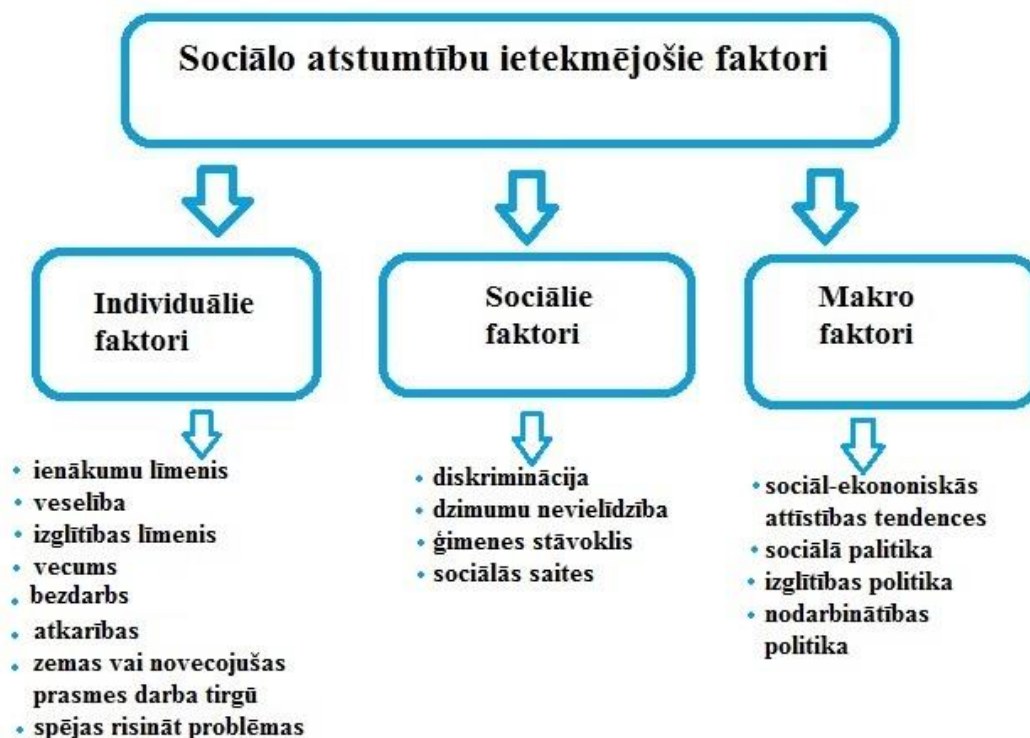 Sociālo atstumtību ietekmējošie faktori
Individuālie
faktori
• ienākumu līmenis
• veselība
• izglītības līmenis
• vecums
• bezdarbs
• atkarības
• zemas vai novecojušas
prasmes darba tirgū
• spējas risināt problēmas
Sociālie
faktori
• diskriminācija
• dzimumu nevielīdzība
• ģimenes stāvoklis
• sociālās saites
Makro
faktori
• sociāl-ekononiskās
attīstības tendences
• sociālā palitika
• izglītības politika
• nodarbinātības
politika